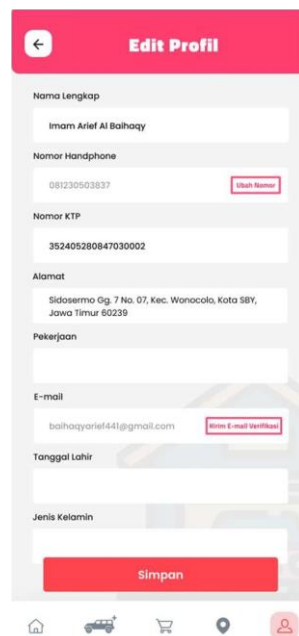 Edit Profil
Nama Lengkap
Imam Arief Al Baihaqy
Nomor Handphone
081230503837
Ubah Nomor
Nomor KTP
352405280847030002
Alamat
Sidosermo Gg. 7 No. 07, Kec. Wonocolo, Kota SBY,
Jawa Timur 60239
Pekerjaan
E-mail
baihaqyarief441@gmail.com
Kirim E-mail Verifikasi
Tanggal Lahir
Jenis Kelamin
Simpan